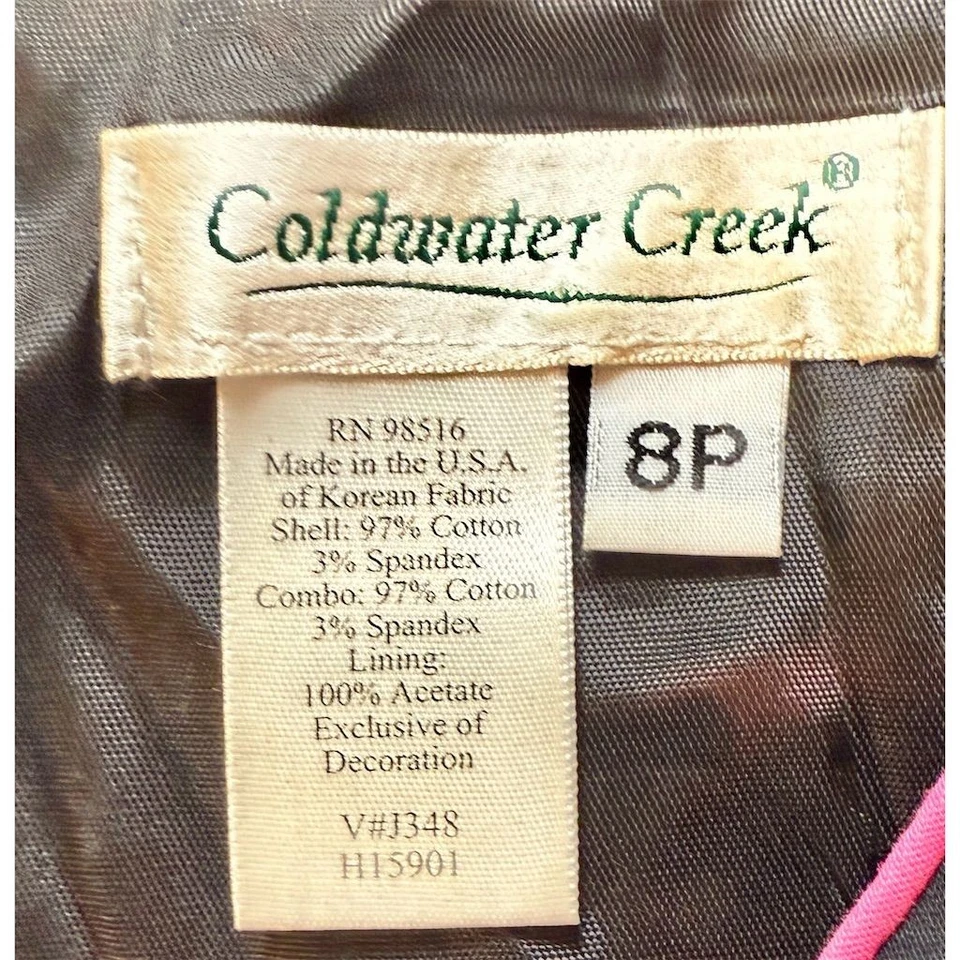 Coldwater Creek®
8P
RN 98516
Made in the U.S.A.
of Korean Fabric
Shell: 97% Cotton
3% Spandex
Combo: 97% Cotton
3% Spandex
Lining:
100% Acetate
Exclusive of
Decoration
V#J348
H15901